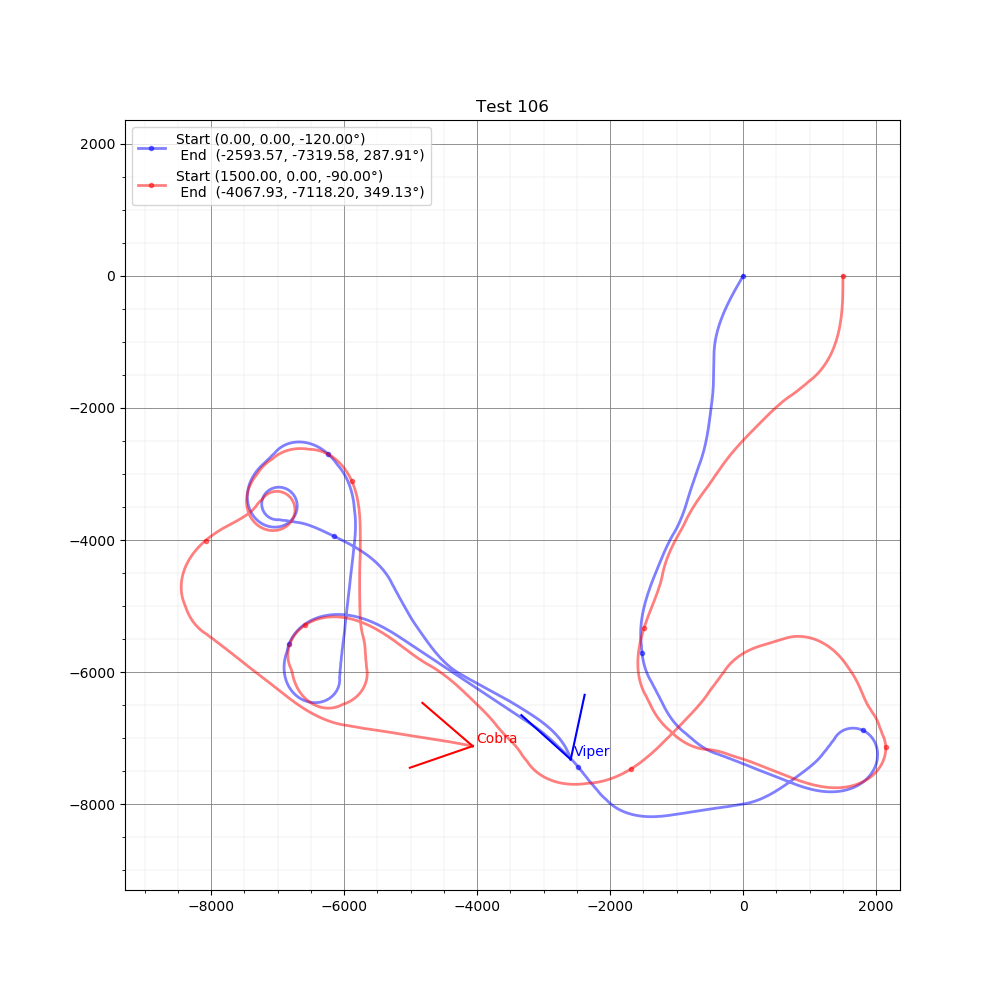 Test 106
Start (0.00, 0.00, -120.00°)
End (-2593.57, -7319.58, 287.91°)
Start (1500.00, 0.00, -90.00°)
End (-4067.93, -7118.20, 349.13°)
2000
0
−2000
−4000
−6000
−8000
Cobra
Viper
−8000 −6000 −4000 −2000 0 2000